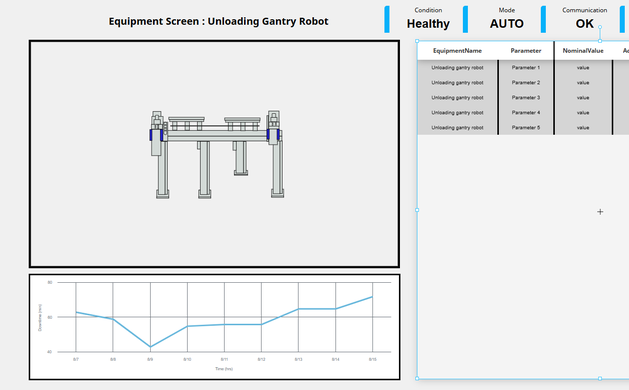 Equipment Screen : Unloading Gantry Robot
Condition
Healthy
Mode
AUTO
Communication
OK
EquipmentName Parameter NominalValue
Unloading gantry robot Parameter 1 value
Unloading gantry robot Parameter 2 value
Unloading gantry robot Parameter 3 value
Unloading gantry robot Parameter 4 value
Unloading gantry robot Parameter 5 value
8/7 8/8 8/9 8/10 8/11 8/12 8/13 8/14 8/15
Time (hrs)